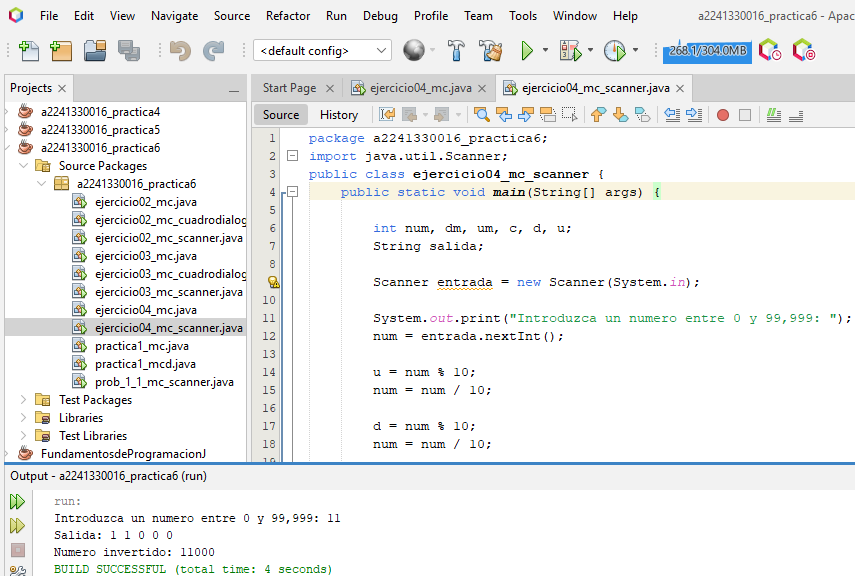 File Edit View Navigate Source Refactor Run Debug Profile Team Tools Window Help a2241330016_practica6 - Apac
<default config> 268.1/304.0MB
Projects
a2241330016_practica4
a2241330016_practica5
a2241330016_practica6
Source Packages
a2241330016_practica6
ejercicio02_mc.java
ejercicio02_mc_cuadrodialog
ejercicio02_mc_scanner.java
ejercicio03_mc.java
ejercicio03_mc_cuadrodialog
ejercicio03_mc_scanner.java
ejercicio04_mc.java
ejercicio04_mc_scanner.java
practica1_mc.java
practica1_mcd.java
prob_1_1_mc_scanner.java
Test Packages
Libraries
Test Libraries
FundamentosdeProgramacionJ
Start Page ejercicio04_mc.java ejercicio04_mc_scanner.java
Source History
1 package a2241330016_practica6;
2 import java.util.Scanner;
3 public class ejercicio04_mc_scanner {
4 public static void main(String[] args) {
5
6 int num, dm, um, c, d, u;
7 String salida;
8
Scanner entrada = new Scanner(System.in);
10
11 System.out.print("Introduzca un numero entre 0 y 99,999: ");
12 num = entrada.nextInt();
13
14 u = num % 10;
15 num = num / 10;
16
17 d = num % 10;
18 num = num / 10;
19
Output - a2241330016_practica6 (run)
run:
Introduzca un numero entre 0 y 99,999: 11
Salida: 1 1 0 0 0
Numero invertido: 11000
BUILD SUCCESSFUL (total time: 4 seconds)